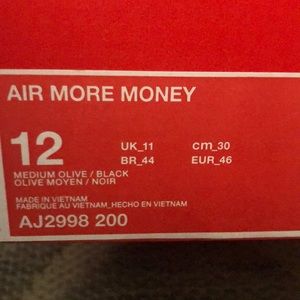 AIR MORE MONEY
12 UK_11 cm_30
BR_44 EUR_46
MEDIUM OLIVE / BLACK
OLIVE MOYEN / NOIR
MADE IN VIETNAM
FABRIQUE AU VIETNAM_HECHO EN VIETNAM
AJ2998 200